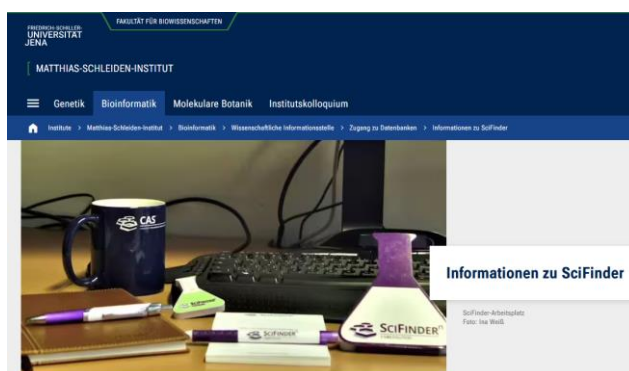 FRIEDRICH-SCHILLER-
UNIVERSITÄT
JENA
FAKULTÄT FÜR BIOWISSENSCHAFTEN
MATTHIAS-SCHLEIDEN-INSTITUT
Genetik Bioinformatik Molekulare Botanik Institutskolloquium
Institute > Matthias-Schleiden-Institut > Bioinformatik > Wissenschaftliche Informationsstelle > Zugang zu Datenbanken > Informationen zu SciFinder
CAS
Informationen zu SciFinder
SciFinder-Arbeitsplatz
Foto: Ina Weiß
SCIFINDER
SCIFINDERⁿ